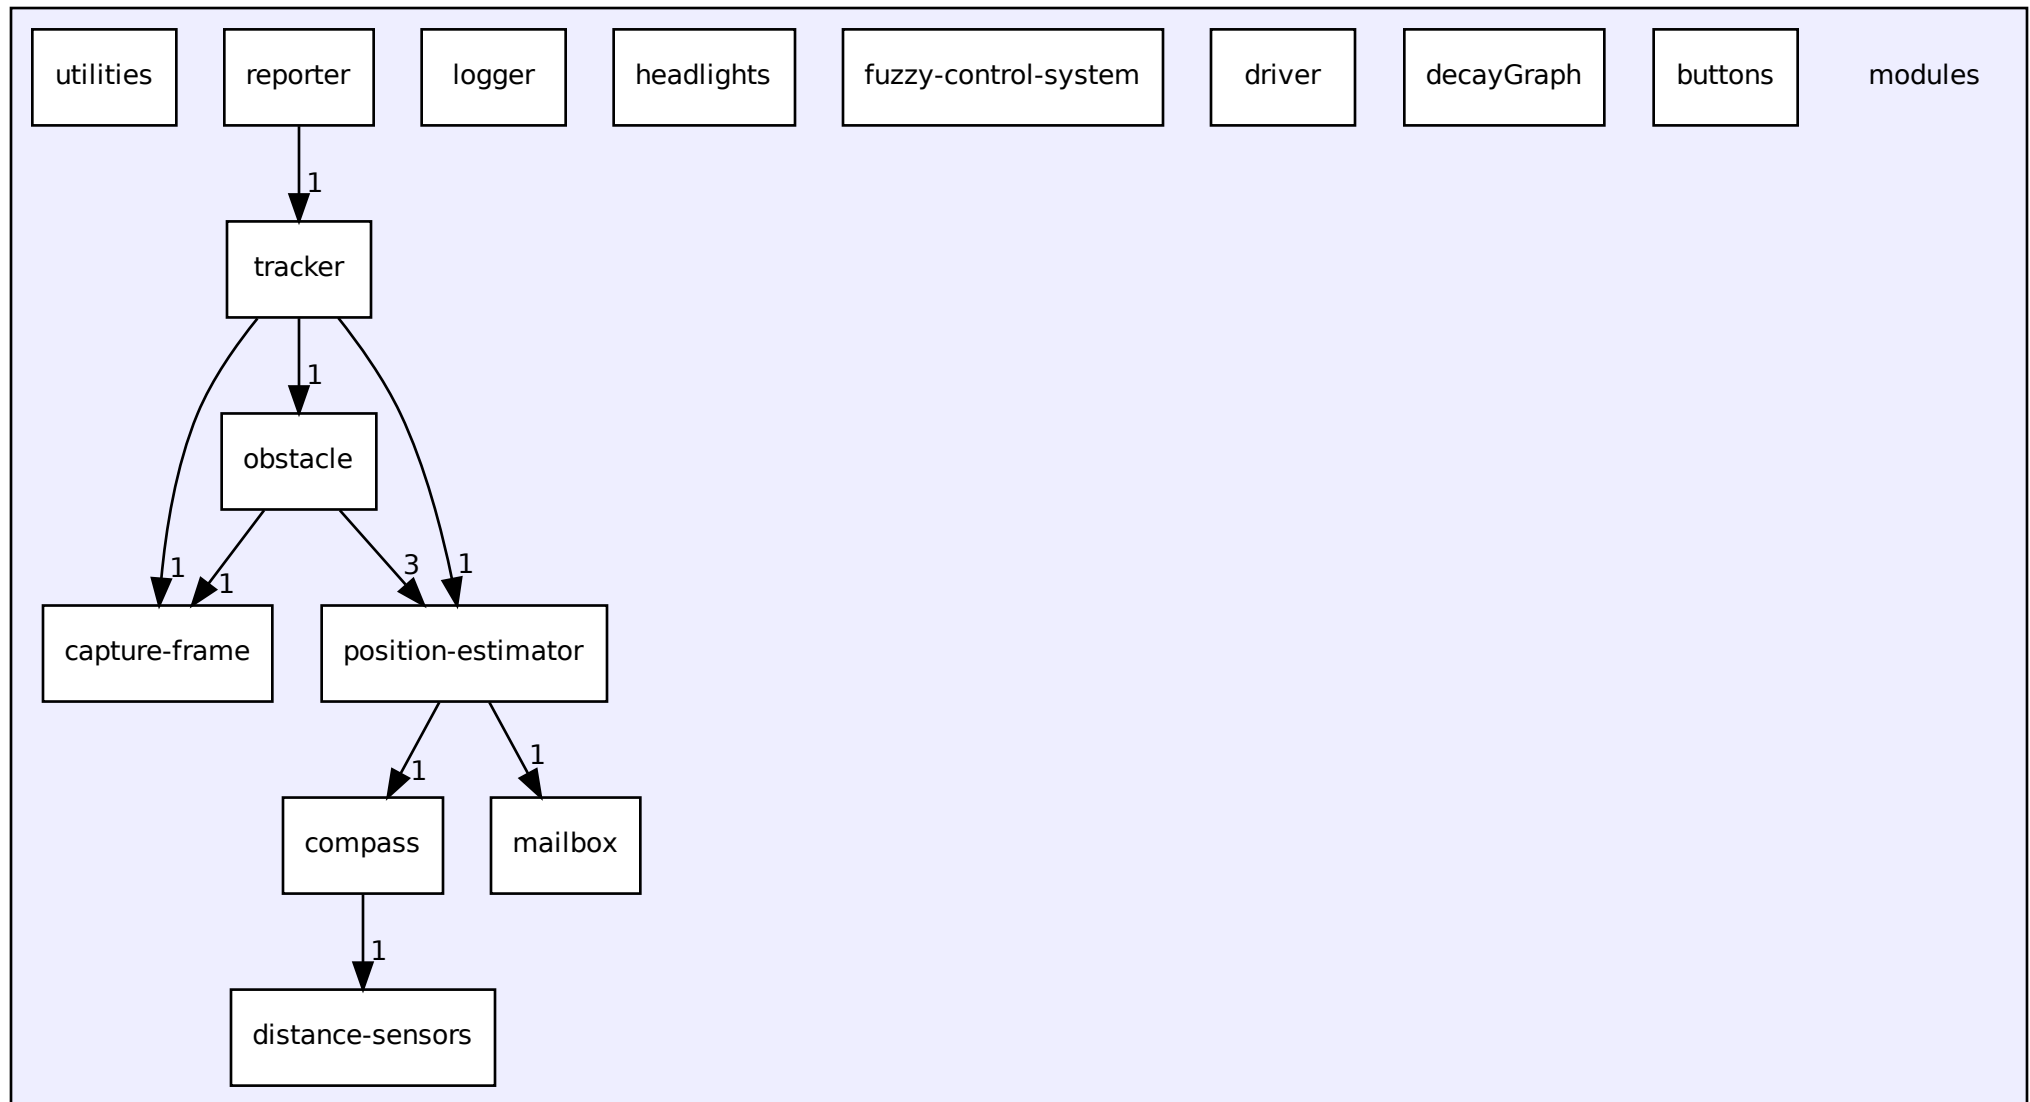 utilities
reporter
logger
headlights
fuzzy-control-system
driver
decayGraph
buttons
modules
1
tracker
1
obstacle
1
1
3
1
capture-frame
position-estimator
1
1
compass
mailbox
1
distance-sensors